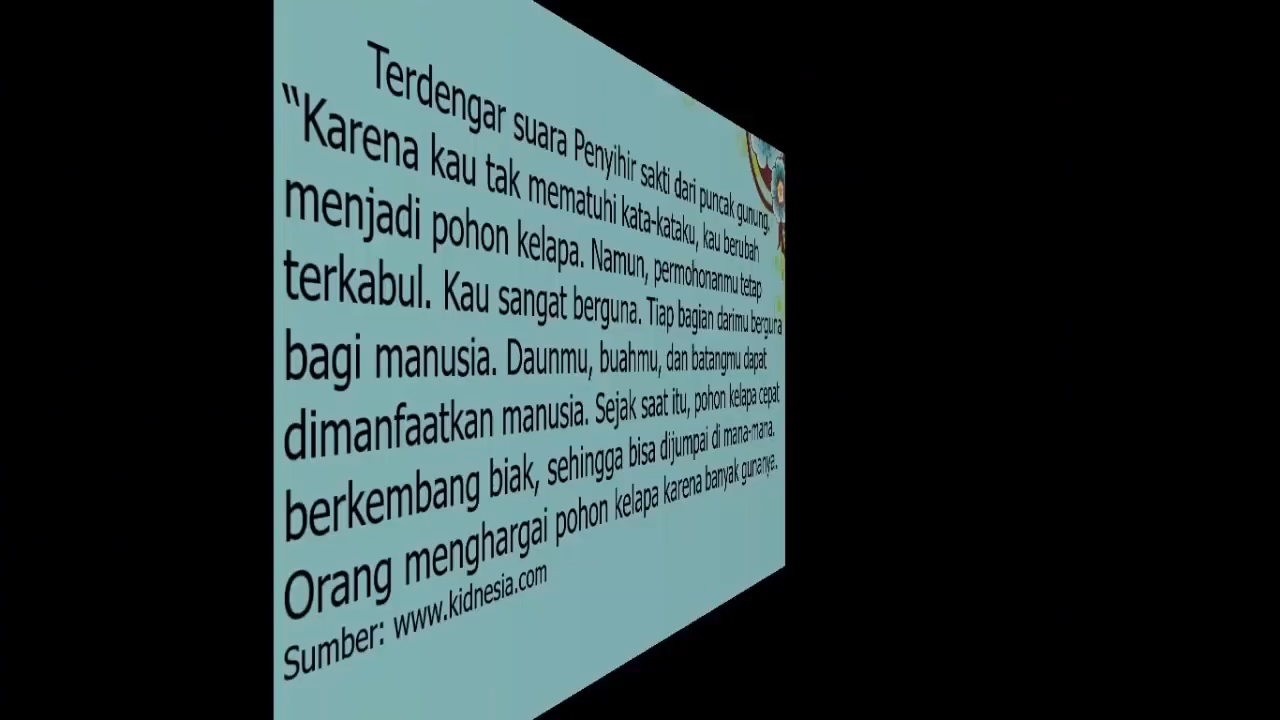 Terdengar suara Penyihir sakti dari puncak gunung,
“Karena kau tak mematuhi kata-kataku, kau berubah
menjadi pohon kelapa. Namun, permohonanmu tetap
terkabul. Kau sangat berguna. Tiap bagian darimu berguna
bagi manusia. Daunmu, buahmu, dan batangmu dapat
dimanfaatkan manusia. Sejak saat itu, pohon kelapa cepat
berkembang biak, sehingga bisa dijumpai di mana-mana.
Orang menghargai pohon kelapa karena banyak gunanya.
Sumber: www.kidnesia.com